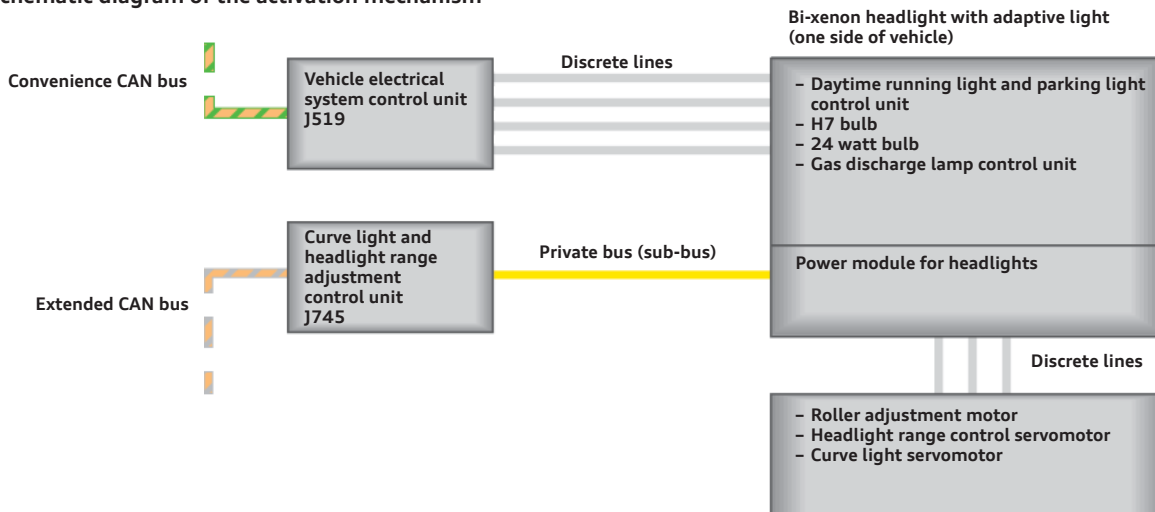 chematic diagram of the activation mechanism
Bi-xenon headlight with adaptive light
(one side of vehicle)
Convenience CAN bus
Vehicle electrical
system control unit
J519
Discrete lines
– Daytime running light and parking light
control unit
– H7 bulb
– 24 watt bulb
– Gas discharge lamp control unit
Extended CAN bus
Curve light and
headlight range
adjustment
control unit
J745
Private bus (sub-bus)
Power module for headlights
Discrete lines
– Roller adjustment motor
– Headlight range control servomotor
– Curve light servomotor